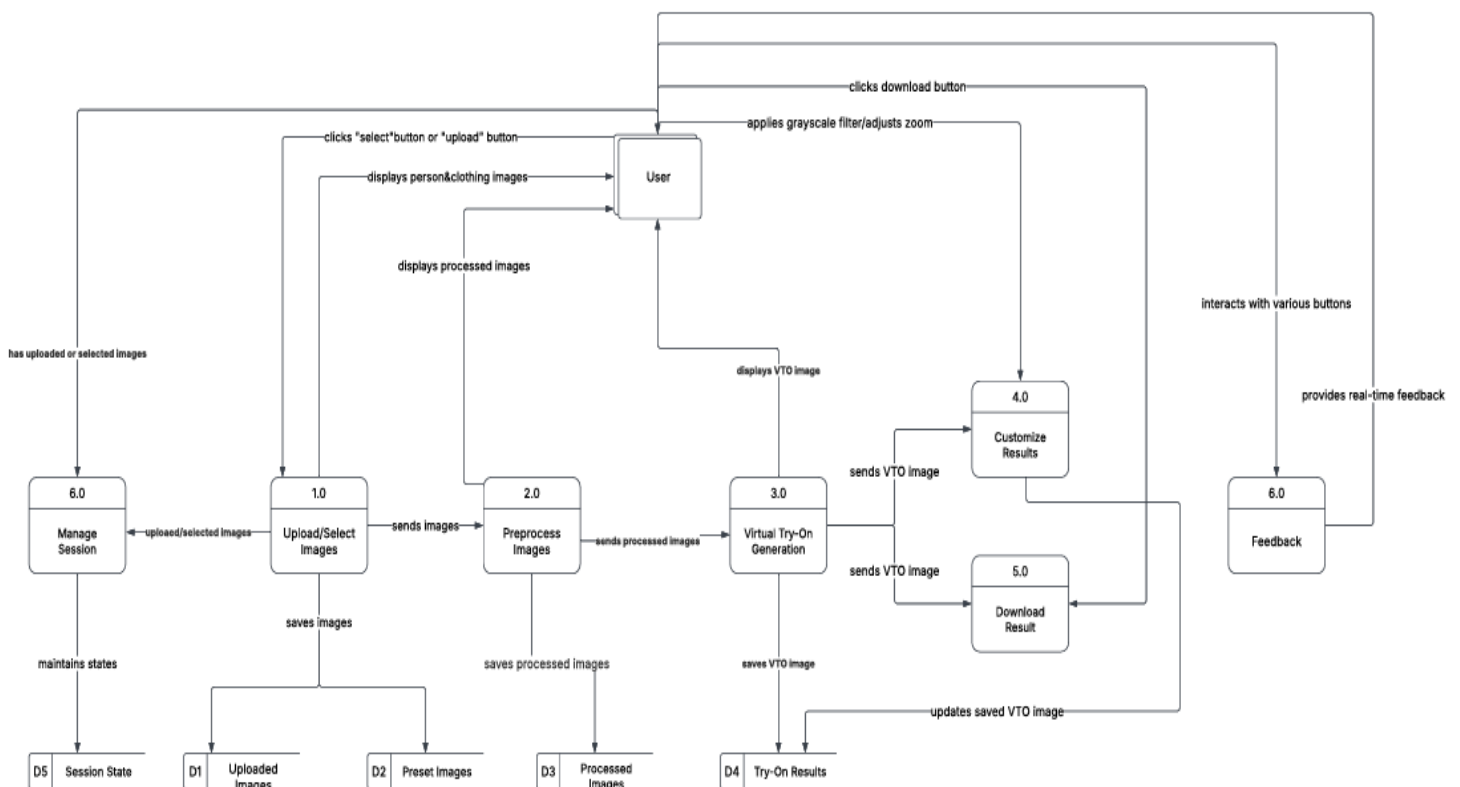 clicks download button
applies grayscale filter/adjusts zoom
clicks "select"button or "upload" button
displays person&clothing images
User
displays processed images
interacts with various buttons
has uploaded or selected images
displays VTO image
provides real-time feedback
4.0
Customize
Results
sends VTO image
6.0
Manage
Session
uploaed/selected images
1.0
Upload/Select
Images
sends images
2.0
Preprocess
Images
sends processed images
3.0
Virtual Try-On
Generation
6.0
Feedback
sends VTO image
5.0
Download
Result
saves images
maintains states
saves processed images
saves VTO image
updates saved VTO image
D5 Session State
D1 Uploaded
Images
D2 Preset Images
D3 Processed
Images
D4 Try-On Results